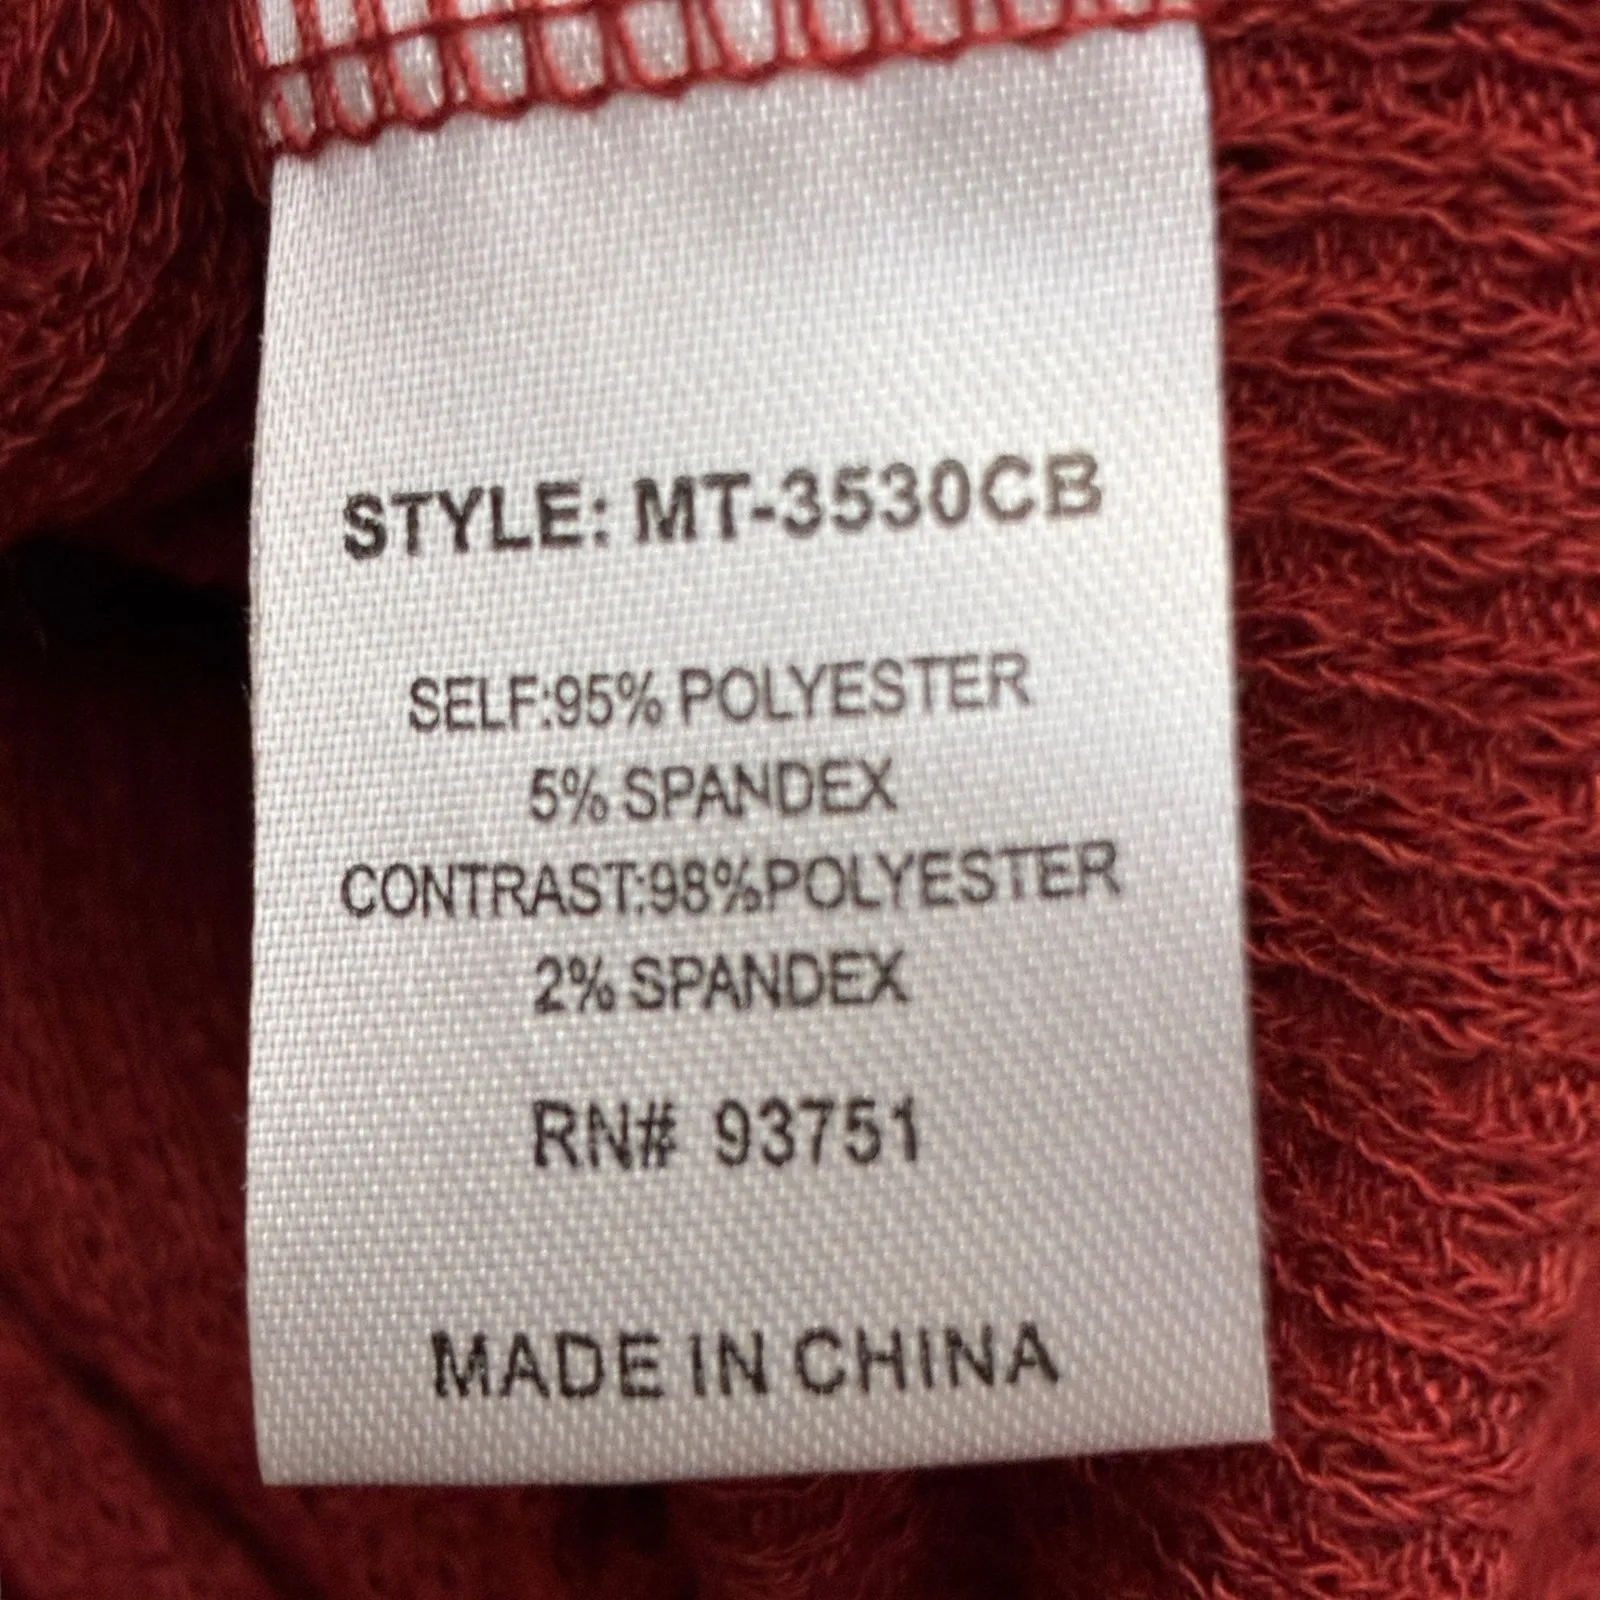 STYLE: MT-3530CB
SELF:95% POLYESTER
5% SPANDEX
CONTRAST:98%POLYESTER
2% SPANDEX
RN# 93751
MADE IN CHINA